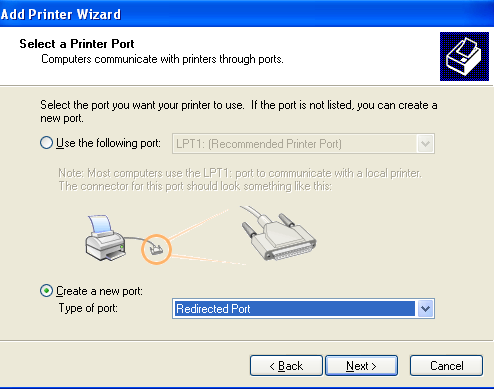 Add Printer Wizard
Select a Printer Port
Computers communicate with printers through ports.
Select the port you want your printer to use. If the port is not listed, you can create a
new port.
Use the following port:
LPT1: (Recommended Printer Port)
Note: Most computers use the LPT1: port to communicate with a local printer.
The connector for this port should look something like this:
Create a new port:
Type of port:
Redirected Port
< Back
Next >
Cancel